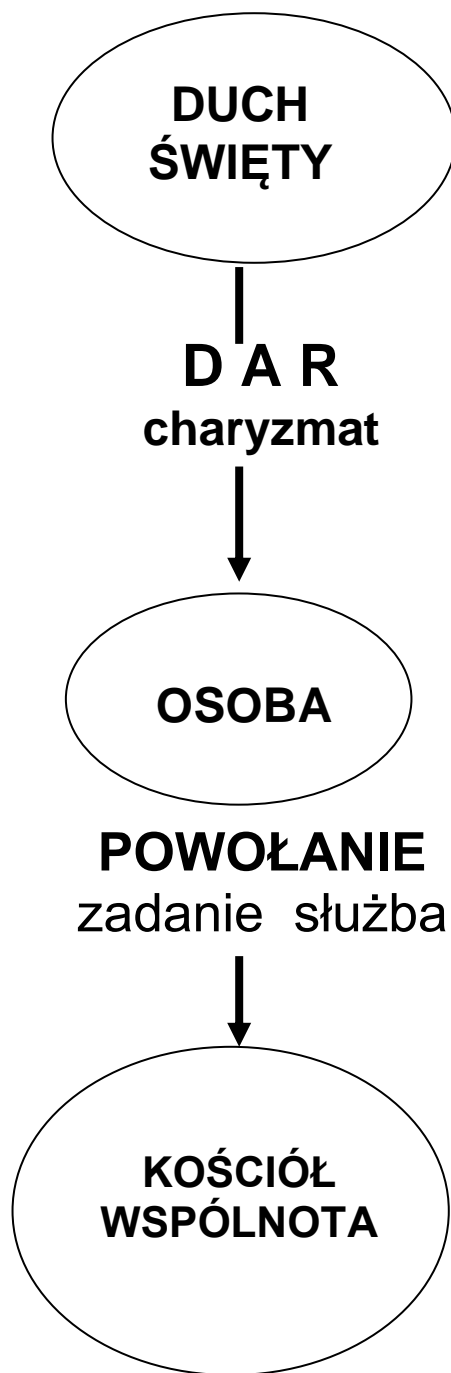 DUCH
ŚWIĘTY
D A R
charyzmat
OSOBA
POWOŁANIE
zadanie służba
KOŚCIÓŁ
WSPÓLNOTA